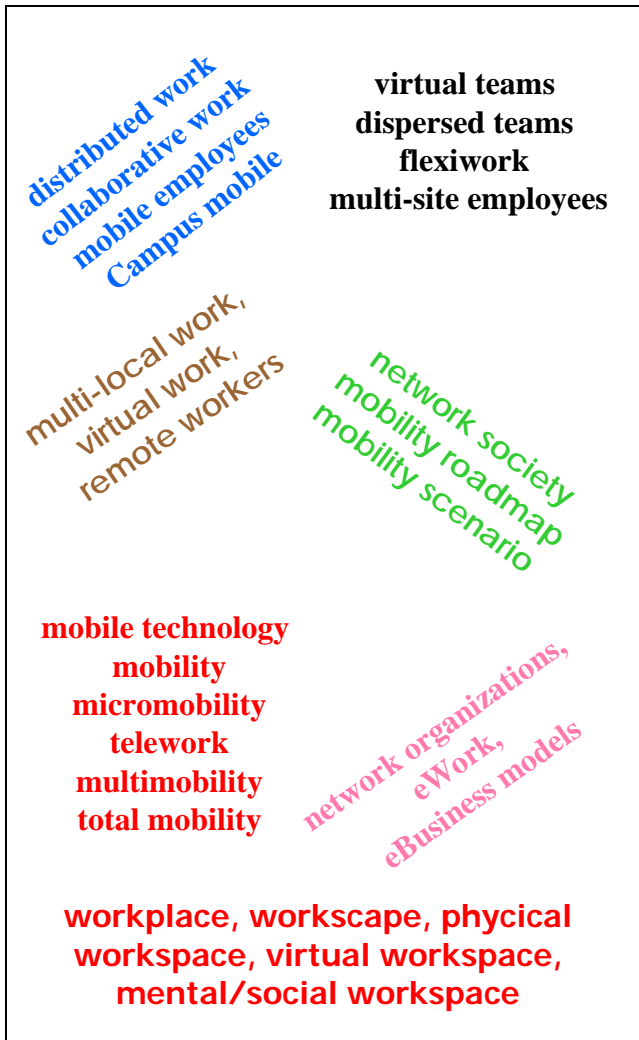 distributed work
collaborative work
mobile employees
Campus mobile
virtual teams
dispersed teams
flexiwork
multi-site employees
multi-local work,
virtual work,
remote workers
network society
mobility roadmap
mobility scenario
mobile technology
mobility
micromobility
telework
multimobility
total mobility
network organizations,
eWork,
eBusiness models
workplace, workscape, phycical
workspace, virtual workspace,
mental/social workspace